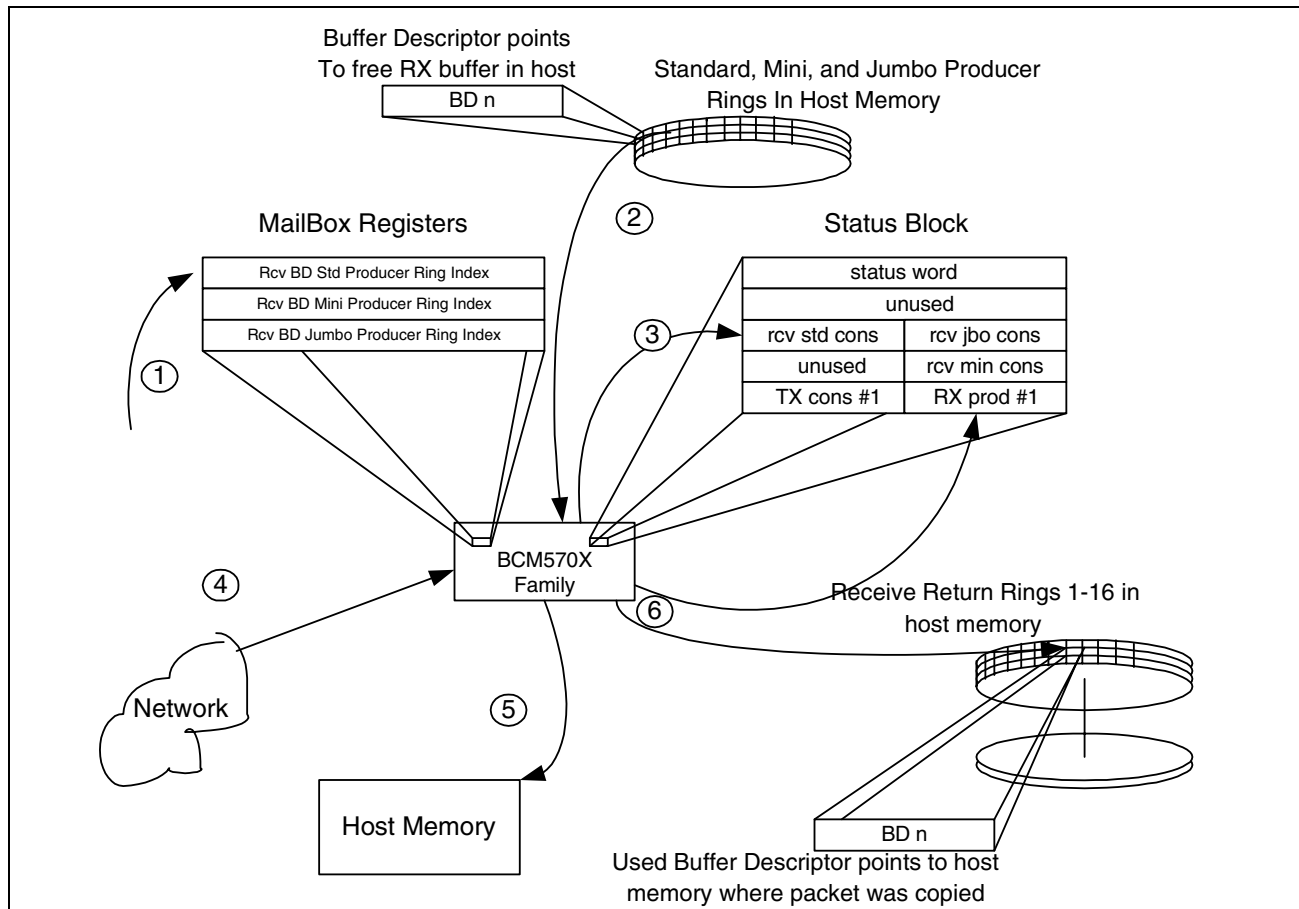 Buffer Descriptor points
To free RX buffer in host
BD n
Standard, Mini, and Jumbo Producer
Rings In Host Memory
2
MailBox Registers
Rcv BD Std Producer Ring Index
Rcv BD Mini Producer Ring Index
Rcv BD Jumbo Producer Ring Index
1
Status Block
status word
unused
rcv std cons
rcv jbo cons
unused
rcv min cons
TX cons #1
RX prod #1
3
BCM570X
Family
4
Network
5
Host Memory
6
Receive Return Rings 1-16 in
host memory
BD n
Used Buffer Descriptor points to host
memory where packet was copied